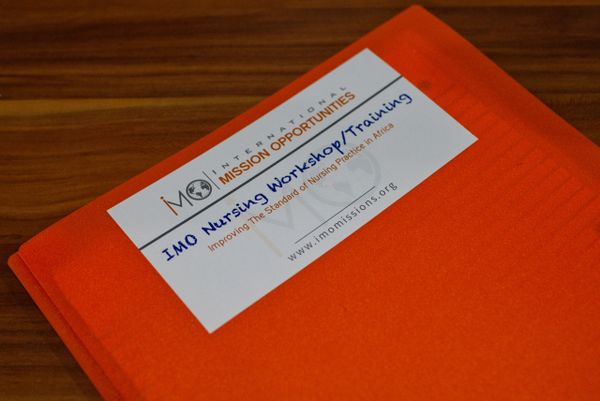 iMO
INTERNATIONAL
MISSION OPPORTUNITIES
IMO Nursing Workshop/Training
Improving The Standard of Nursing Practice in Africa
iMO
www.imomissions.org